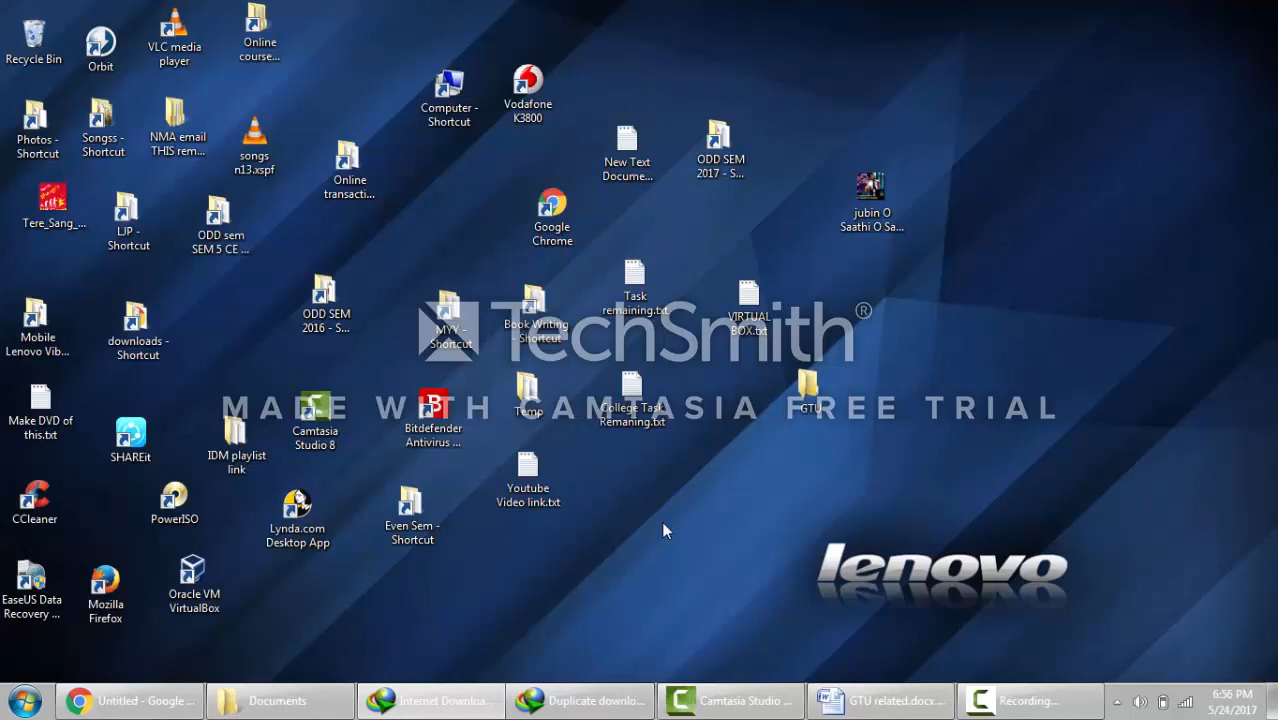 Recycle Bin
Orbit
VLC media
player
Online
course...
Computer -
Shortcut
Vodafone
K3800
Photos -
Shortcut
Songss -
Shortcut
NMA email
THIS rem...
songs
n13.xspf
Online
transacti...
New Text
Docume...
ODD SEM
2017 - S...
Tere_Sang_...
LJP -
Shortcut
ODD sem
SEM 5 CE ...
Google
Chrome
jubin O
Saathi O Sa...
Mobile
Lenovo Vib...
downloads -
Shortcut
ODD SEM
2016 - S...
MYY -
Shortcut
Book Writing
- Shortcut
Task
remaining.txt
VIRTUAL
BOX.txt
TechSmith®
MADE WITH CAMTASIA FREE TRIAL
Make DVD of
this.txt
SHAREit
IDM playlist
link
Camtasia
Studio 8
Bitdefender
Antivirus ...
Temp
College Task
Remaning.txt
GTU
CCleaner
PowerISO
Lynda.com
Desktop App
Even Sem -
Shortcut
Youtube
Video link.txt
EaseUS Data
Recovery ...
Mozilla
Firefox
Oracle VM
VirtualBox
lenovo
Untitled - Google ...
Documents
Internet Downloa...
Duplicate downlo...
Camtasia Studio ...
GTU related.docx...
Recording...
6:56 PM
5/24/2017